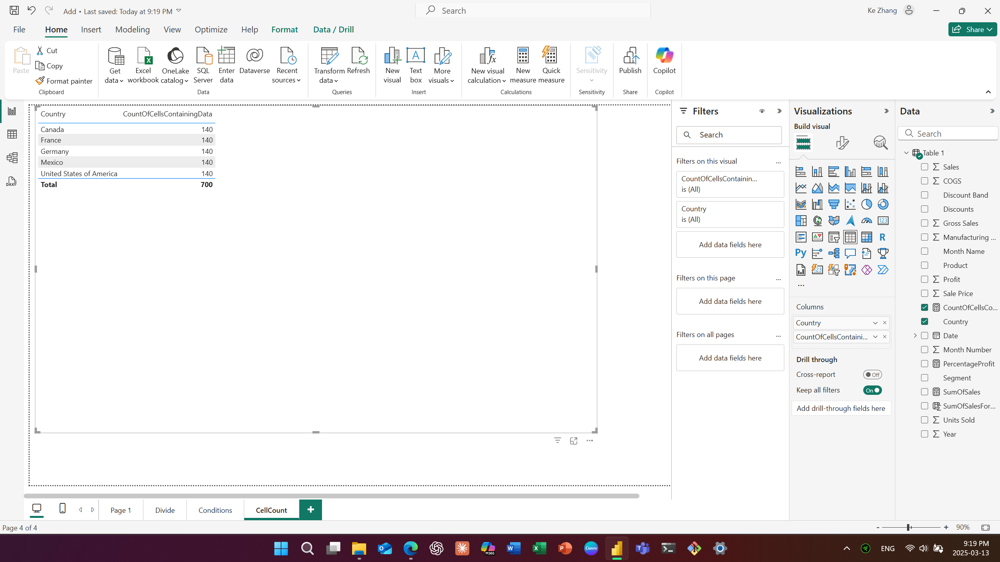 Add • Last saved: Today at 9:19 PM
Search
Ke Zhang
File
Home
Insert
Modeling
View
Optimize
Help
Format
Data / Drill
Share
Paste
Cut
Copy
Format painter
Clipboard
Get data
Excel workbook
OneLake catalog
SQL Server
Enter data
Dataverse
Recent sources
Data
Transform data
Refresh
Queries
New visual
Text box
More visuals
Insert
New visual calculation
New measure
Quick measure
Calculations
Sensitivity
Sensitivity
Publish
Share
Copilot
Copilot
Country CountOfCellsContainingData
Canada 140
France 140
Germany 140
Mexico 140
United States of America 140
Total 700
Filters
Search
Filters on this visual
CountOfCellsContainin...
is (All)
Country
is (All)
Add data fields here
Filters on this page
Add data fields here
Filters on all pages
Add data fields here
Visualizations
Build visual
Columns
Country
CountOfCellsContaini...
Drill through
Cross-report Off
Keep all filters On
Add drill-through fields here
Data
Search
Table 1
Sales
COGS
Discount Band
Discounts
Gross Sales
Manufacturing ...
Month Name
Product
Profit
Sale Price
CountOfCellsCo...
Country
Date
Month Number
PercentageProfit
Segment
SumOfSales
SumOfSalesFor...
Units Sold
Year
Page 1
Divide
Conditions
CellCount
+
Page 4 of 4
- + 90%
ENG
9:19 PM
2025-03-13